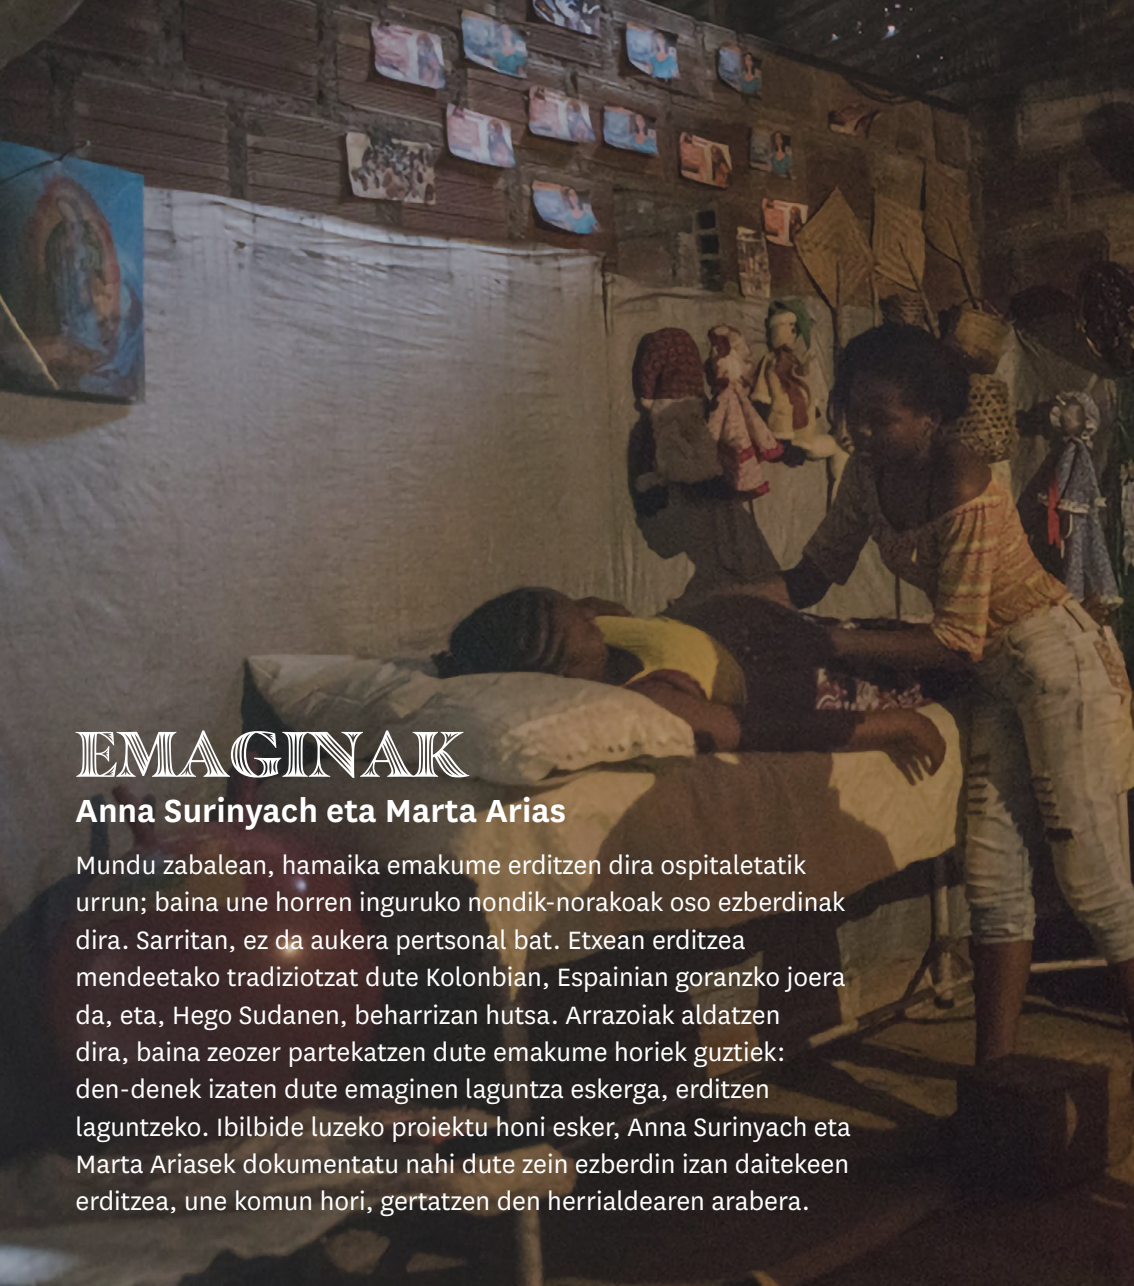 EMAGINAK
Anna Surinyach eta Marta Arias
Mundu zabalean, hamaika emakume erditzen dira ospitaletatik
urrun; baina une horren inguruko nondik-norakoak oso ezberdinak
dira. Sarritan, ez da aukera pertsonal bat. Etxean erditzea
mendeetako tradiziotzat dute Kolonbian, Espainian goranzko joera
da, eta, Hego Sudanen, beharrizan hutsa. Arrazoiak aldatzen
dira, baina zeozer partekatzen dute emakume horiek guztiek:
den-denek izaten dute emaginen laguntza eskerga, erditzen
laguntzeko. Ibilbide luzeko proiektu honi esker, Anna Surinyach eta
Marta Ariasek dokumentatu nahi dute zein ezberdin izan daitekeen
erditzea, une komun hori, gertatzen den herrialdearen arabera.